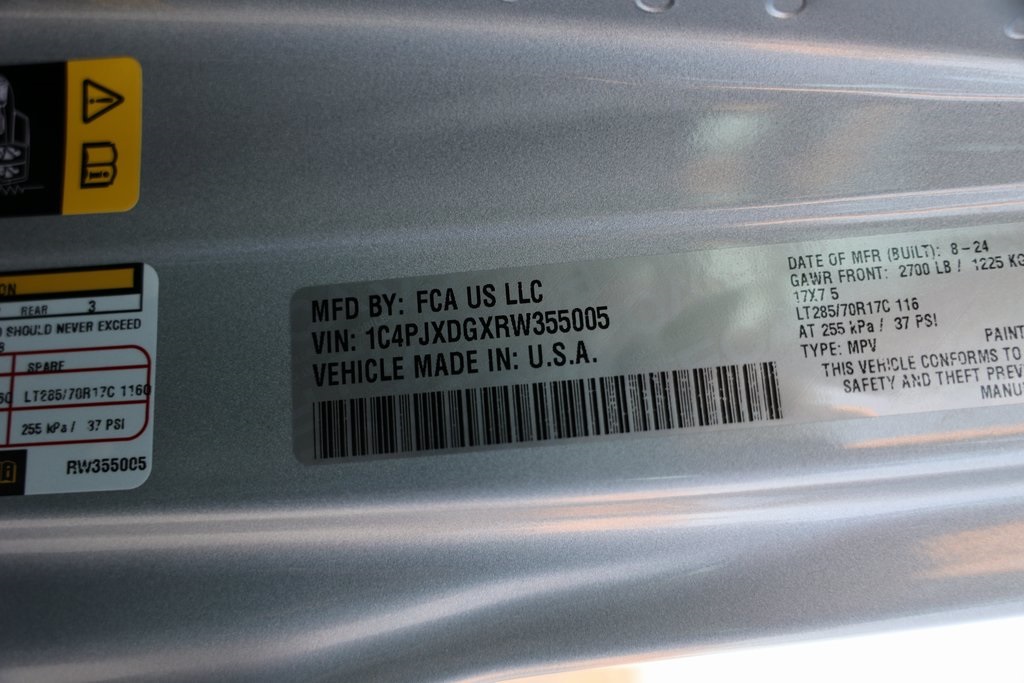 ON
REAR 3
SHOULD NEVER EXCEED
SPARE
LT285/70R17C 116Q
255 kPa / 37 PSI
RW355005
MFD BY: FCA US LLC
VIN: 1C4PJXDGXRW355005
VEHICLE MADE IN: U.S.A.
DATE OF MFR (BUILT): 8-24
GAWR FRONT: 2700 LB / 1225 KG
17X7.5
LT285/70R17C 116
AT 255 kPa / 37 PSI
TYPE: MPV
PAINT
THIS VEHICLE CONFORMS TO
SAFETY AND THEFT PREV
MANU